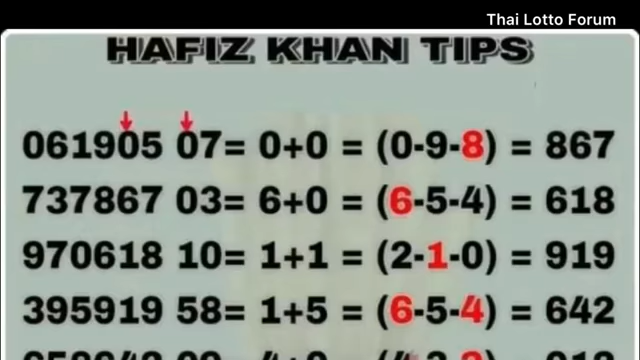 Thai Lotto Forum
HAFIZ KHAN TIPS
061905 07= 0+0 = (0-9-8) = 867
737867 03= 6+0 = (6-5-4) = 618
970618 10= 1+1 = (2-1-0) = 919
395919 58= 1+5 = (6-5-4) = 642